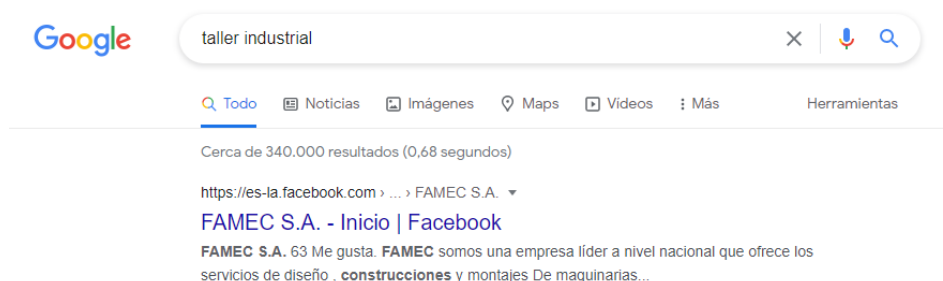 Google
taller industrial
Todo Noticias Imágenes Maps Vídeos Más Herramientas
Cerca de 340.000 resultados (0,68 segundos)
https://es-la.facebook.com › ... › FAMEC S.A.
FAMEC S.A. - Inicio | Facebook
FAMEC S.A. 63 Me gusta. FAMEC somos una empresa líder a nivel nacional que ofrece los
servicios de diseño . construcciones y montajes De maquinarias...